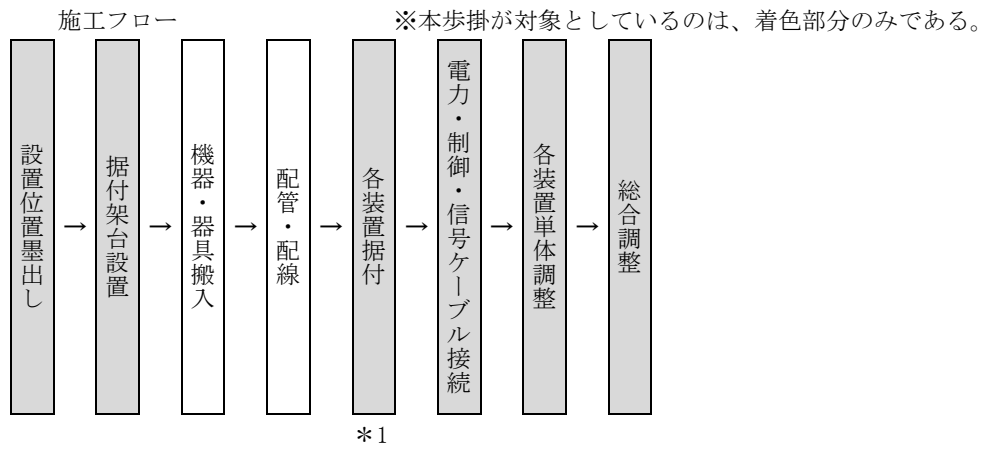 施工フロー
※本歩掛が対象としているのは、着色部分のみである。
設置位置墨出し
→
据付架台設置
→
機器・器具搬入
→
配管・配線
→
各装置据付
→
電力・制御・信号ケーブル接続
→
各装置単体調整
→
総合調整
＊1